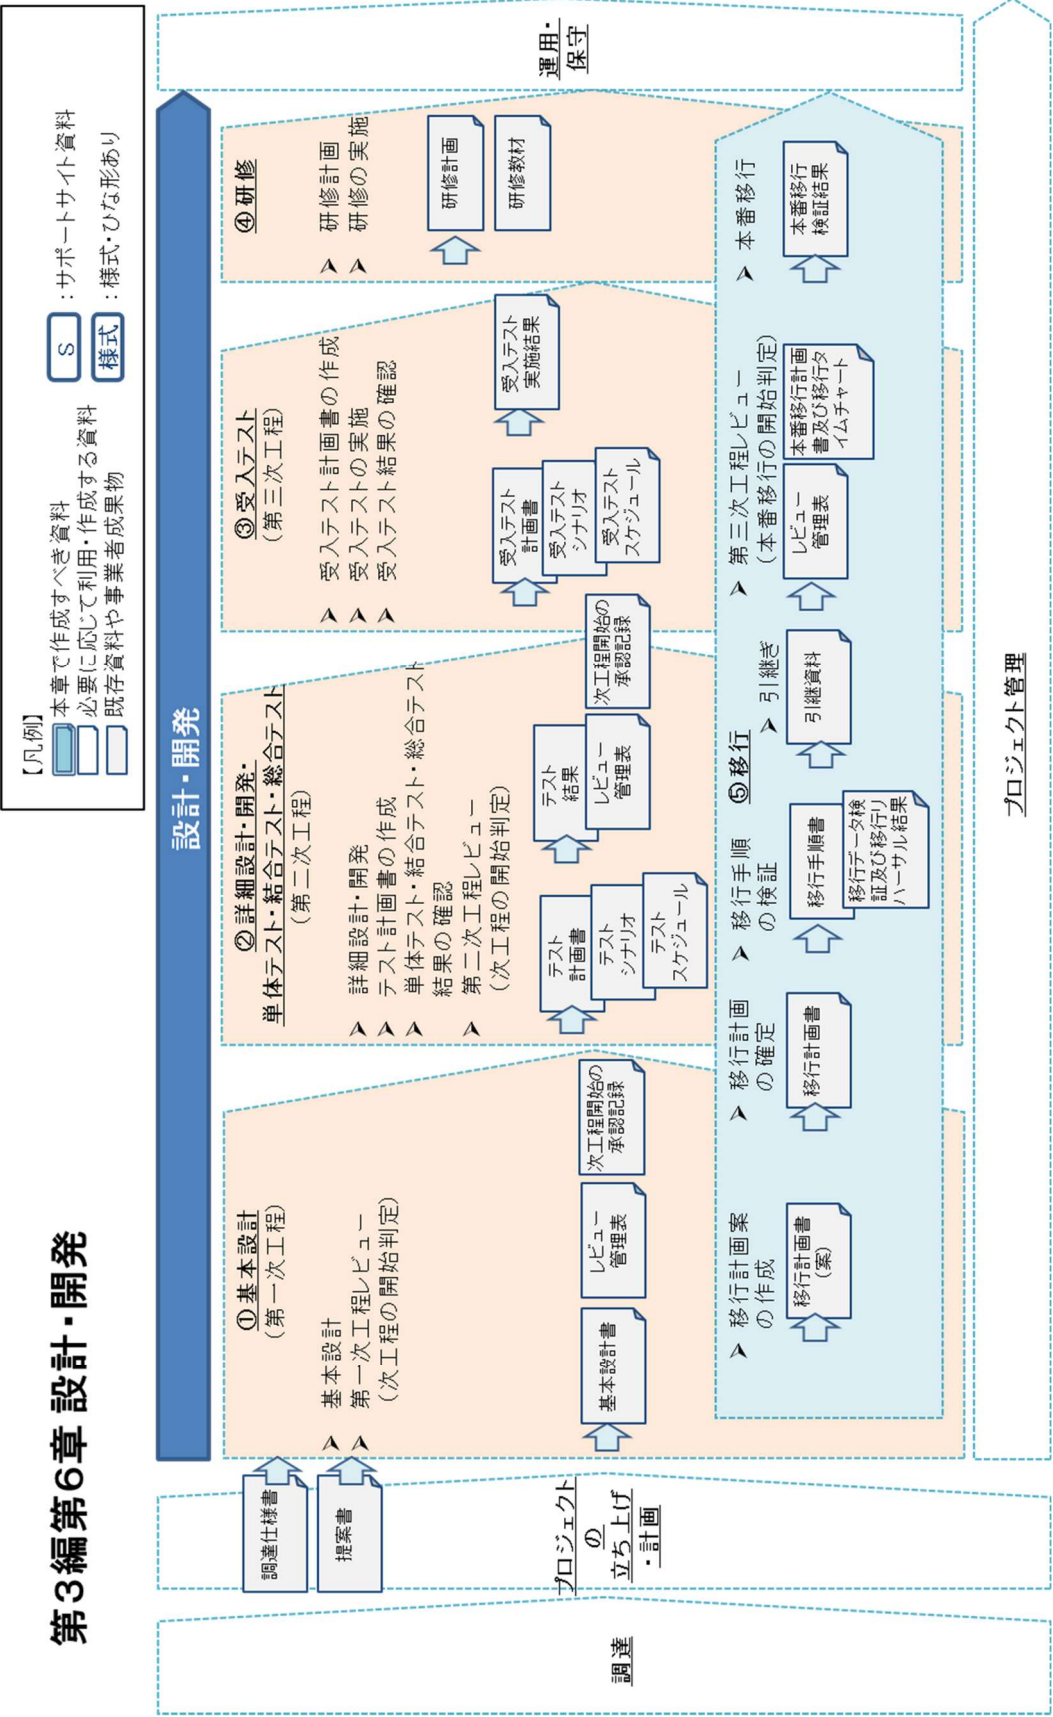 第3編第6章 設計・開発
【凡例】
本章で作成すべき資料
必要に応じて利用・作成する資料
既存資料や事業者成果物
S
：サポートサイト資料
様式
：様式・ひな形あり
調達
プロジェクト
の
立ち上げ
・計画
調達仕様書
提案書
設計・開発
①基本設計
（第一次工程）
➢ 基本設計
➢ 第一次工程レビュー
（次工程の開始判定）
基本設計書
レビュー
管理表
次工程開始の
承認記録
②詳細設計・開発・
単体テスト・結合テスト・総合テスト
（第二次工程）
➢ 詳細設計・開発
➢ テスト計画書の作成
➢ 単体テスト・結合テスト・総合テスト
結果の確認
➢ 第二次工程レビュー
（次工程の開始判定）
テスト
計画書
テスト
シナリオ
テスト
スケジュール
テスト
結果
レビュー
管理表
次工程開始の
承認記録
③受入テスト
（第三次工程）
➢ 受入テスト計画書の作成
➢ 受入テストの実施
➢ 受入テスト結果の確認
受入テスト
計画書
受入テスト
シナリオ
受入テスト
スケジュール
受入テスト
実施結果
④研修
➢ 研修計画
➢ 研修の実施
研修計画
研修教材
⑤移行
➢ 移行計画案
の作成
移行計画書
（案）
➢ 移行計画
の確定
移行計画書
➢ 移行手順
の検証
移行手順書
移行データ検
証及び移行リ
ハーサル結果
➢ 引継ぎ
引継資料
➢ 第三次工程レビュー
（本番移行の開始判定）
レビュー
管理表
本番移行計画
書及び移行タ
イムチャート
➢ 本番移行
本番移行
検証結果
運用・
保守
プロジェクト管理